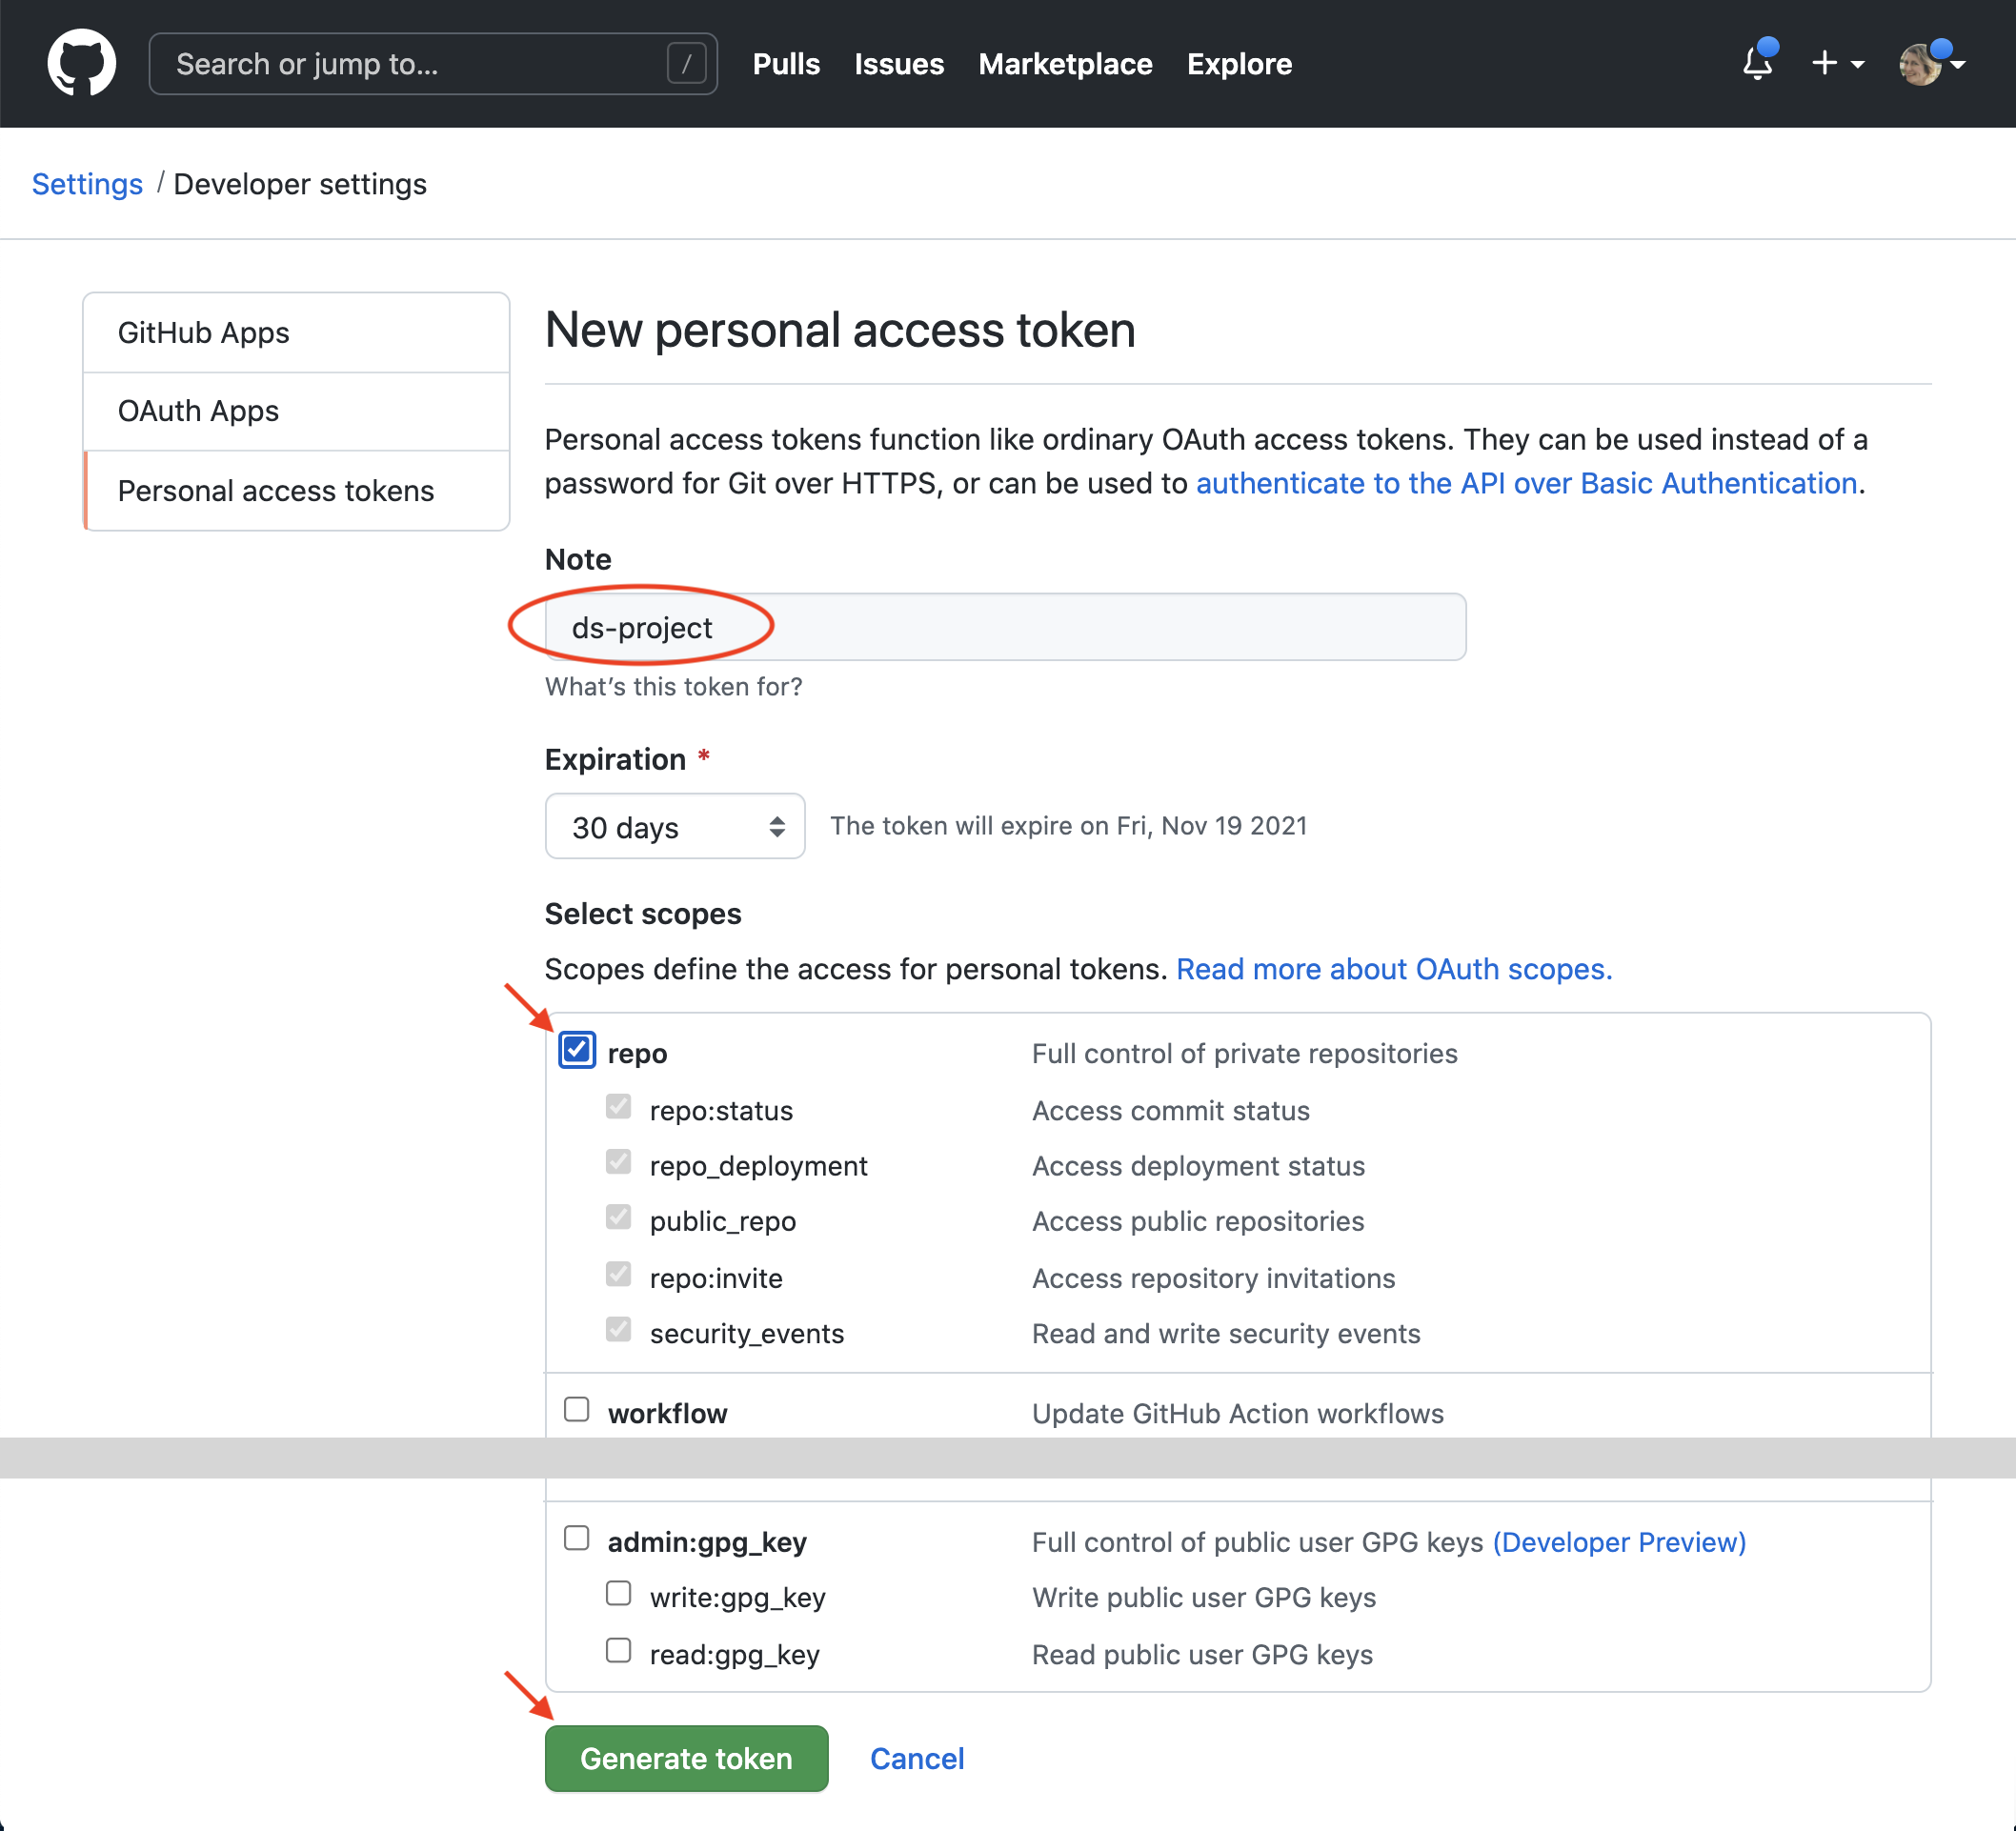 Search or jump to... /
Pulls Issues Marketplace Explore
Settings / Developer settings
GitHub Apps
OAuth Apps
Personal access tokens
New personal access token
Personal access tokens function like ordinary OAuth access tokens. They can be used instead of a
password for Git over HTTPS, or can be used to authenticate to the API over Basic Authentication.
Note
ds-project
What's this token for?
Expiration *
30 days The token will expire on Fri, Nov 19 2021
Select scopes
Scopes define the access for personal tokens. Read more about OAuth scopes.
repo Full control of private repositories
repo:status Access commit status
repo_deployment Access deployment status
public_repo Access public repositories
repo:invite Access repository invitations
security_events Read and write security events
workflow Update GitHub Action workflows
admin:gpg_key Full control of public user GPG keys (Developer Preview)
write:gpg_key Write public user GPG keys
read:gpg_key Read public user GPG keys
Generate token Cancel